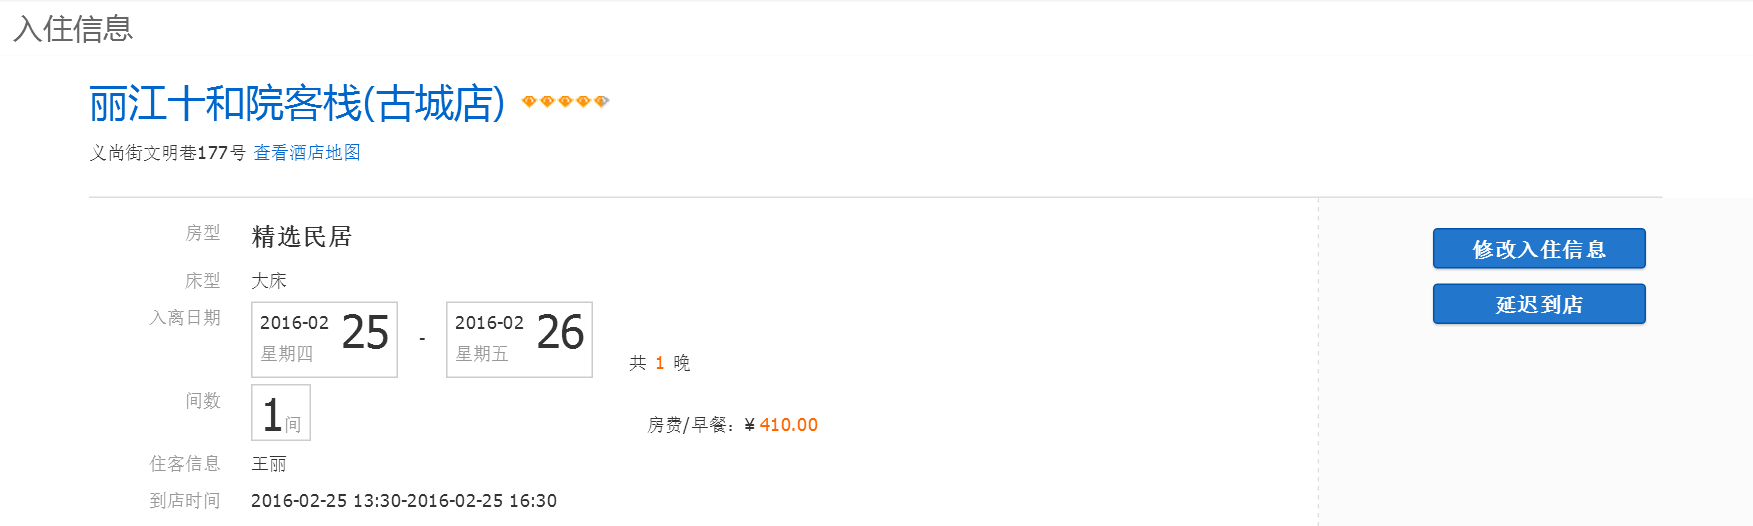 入住信息
丽江十和院客栈(古城店)
义尚街文明巷177号 查看酒店地图
房型 精选民居
修改入住信息
床型 大床
延迟到店
入离日期 2016-02 25 星期四 - 2016-02 26 星期五 共 1 晚
间数 1间 房费/早餐：¥ 410.00
住客信息 王丽
到店时间 2016-02-25 13:30-2016-02-25 16:30